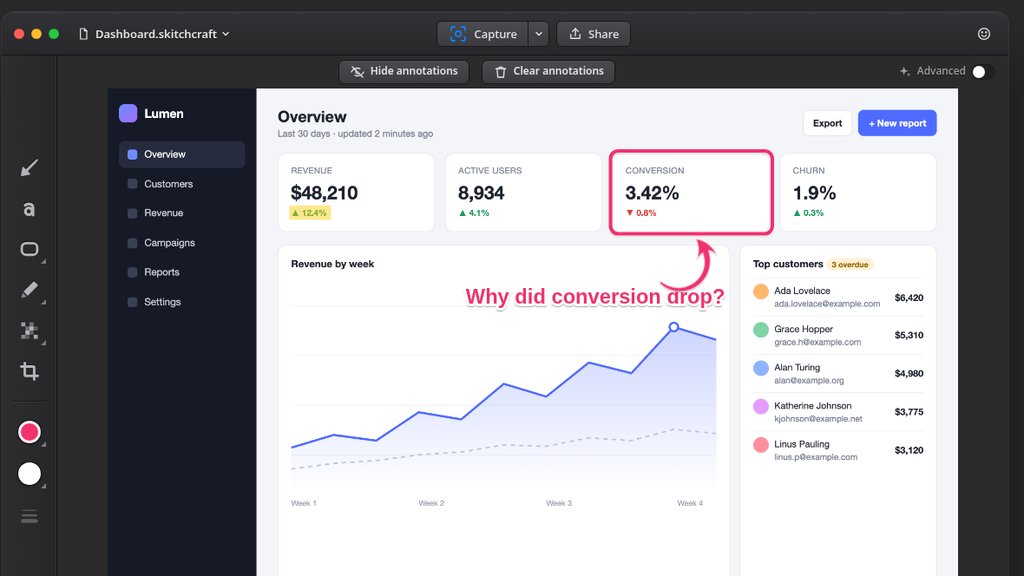 Dashboard.skitchcraft
Capture
Share
Hide annotations
Clear annotations
Advanced
a
Lumen
Overview
Customers
Revenue
Campaigns
Reports
Settings
Overview
Last 30 days · updated 2 minutes ago
Export
+ New report
REVENUE
$48,210
▲ 12.4%
ACTIVE USERS
8,934
▲ 4.1%
CONVERSION
3.42%
▼ 0.8%
CHURN
1.9%
▲ 0.3%
Revenue by week
Why did conversion drop?
Week 1
Week 2
Week 3
Week 4
Top customers 3 overdue
Ada Lovelace
ada.lovelace@example.com
$6,420
Grace Hopper
grace.h@example.com
$5,310
Alan Turing
alan@example.org
$4,980
Katherine Johnson
kjohnson@example.net
$3,775
Linus Pauling
linus.p@example.com
$3,120